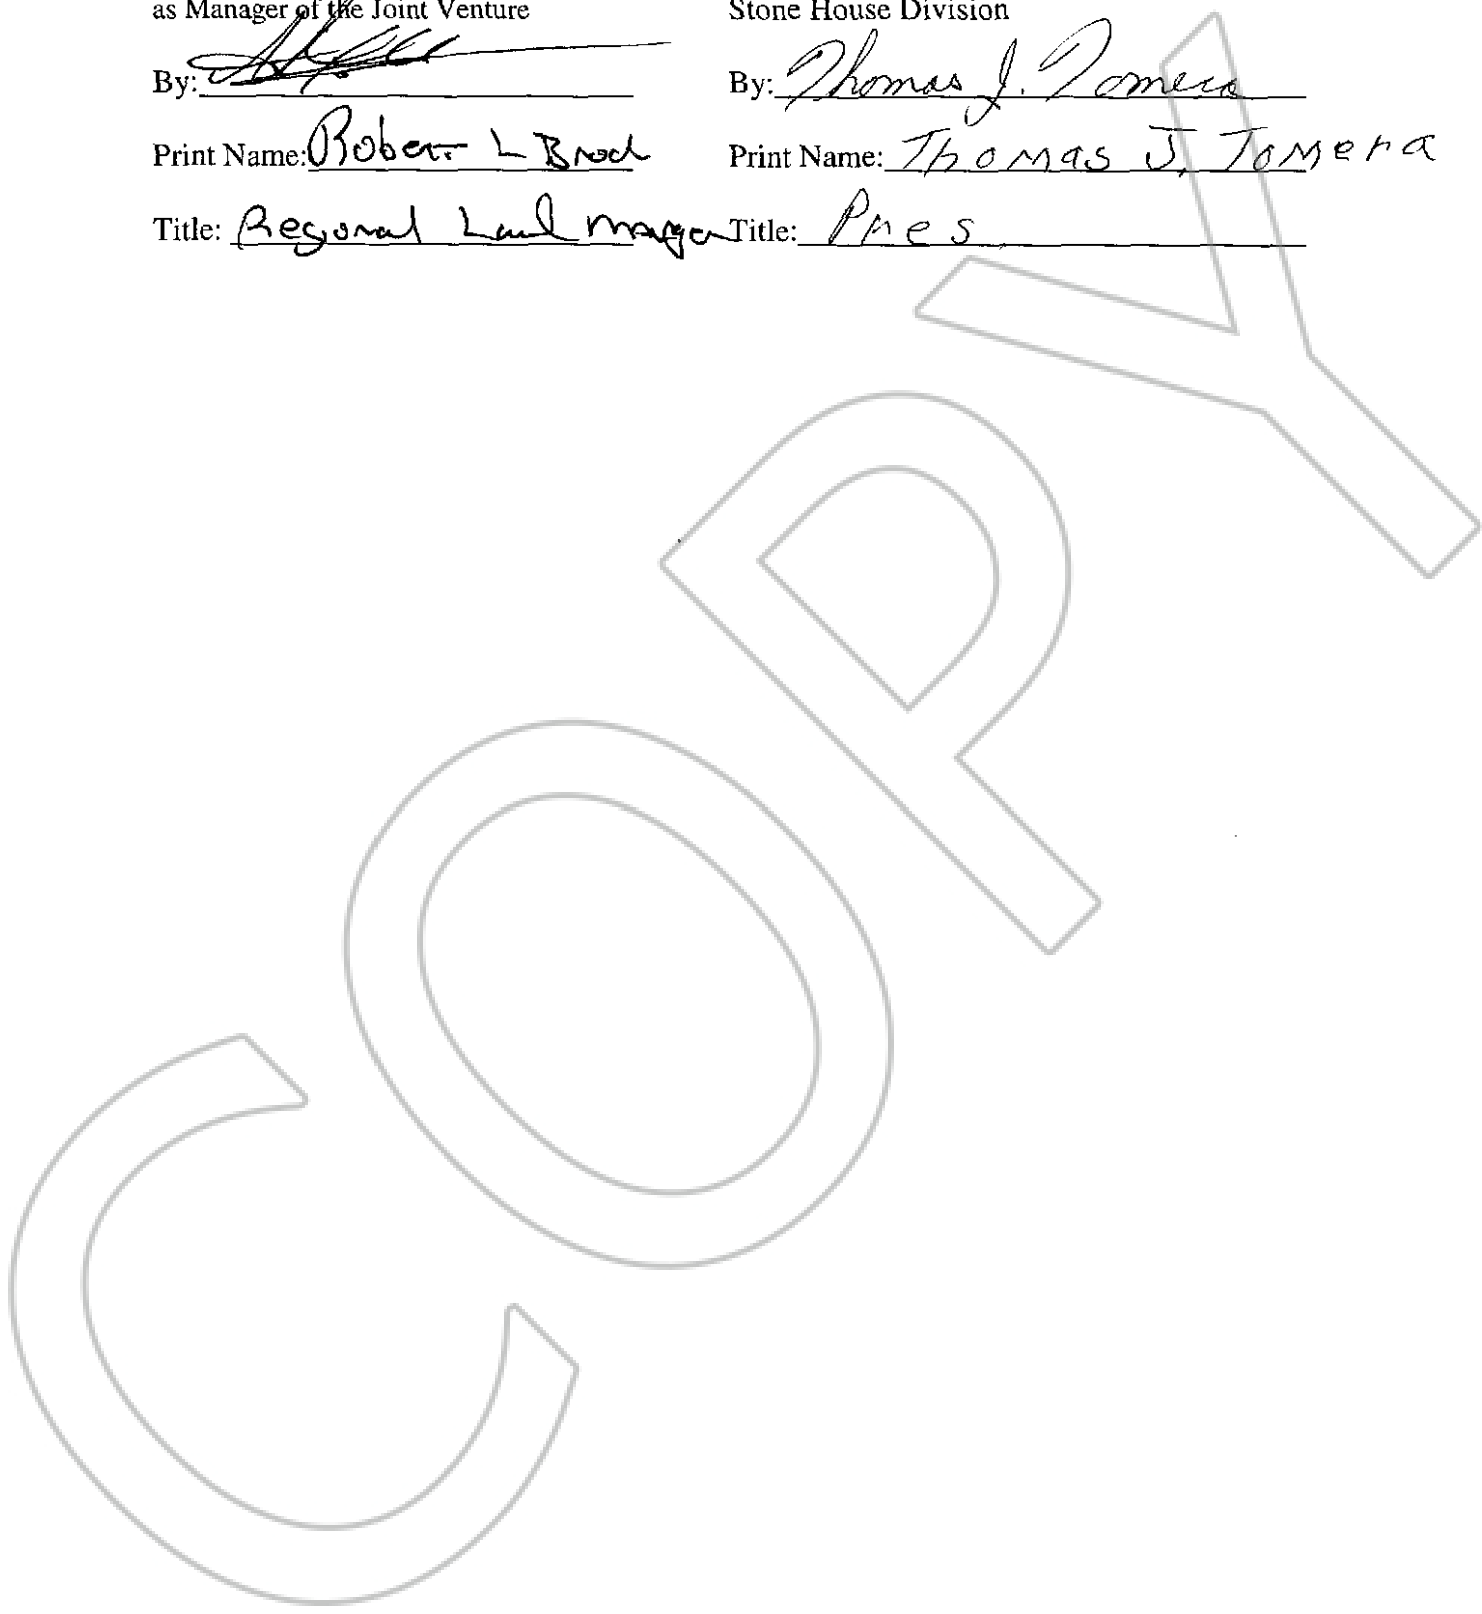 as Manager of the Joint Venture
Stone House Division
By:
By: Thomas J. Tomera
Print Name: Robert L Brod
Print Name: Thomas J. Tomera
Title: Regional Land Manager
Title: Pres
COPY